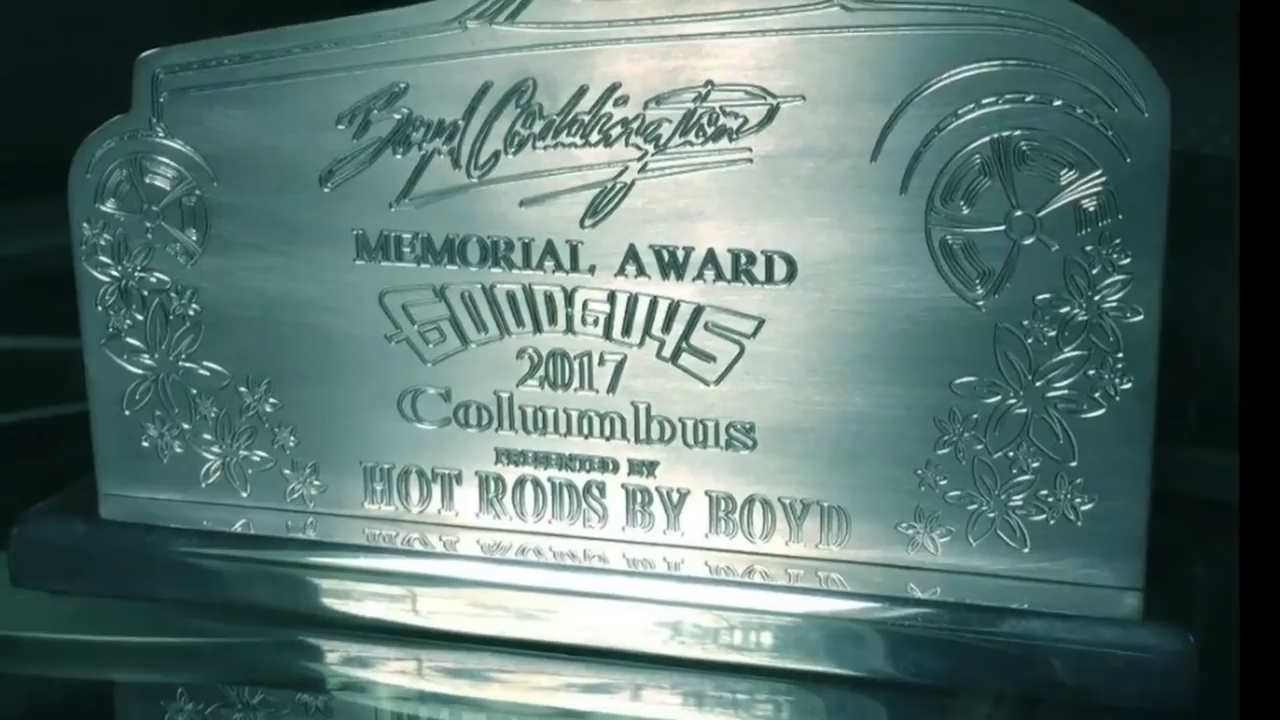 Boyd Coddington
MEMORIAL AWARD
GOODGUYS
2017
Columbus
PRESENTED BY
HOT RODS BY BOYD